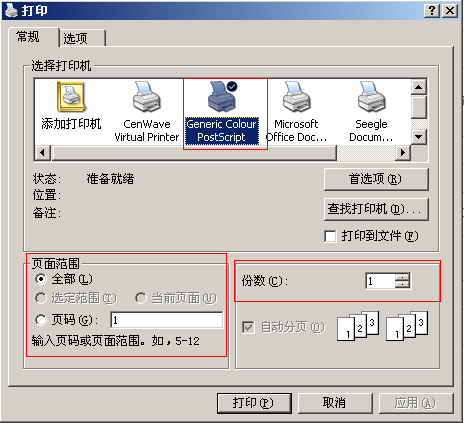 打印
常规 选项
选择打印机
添加打印机 CenWave Virtual Printer Generic Colour PostScript Microsoft Office Doc... Seegle Docum...
状态: 准备就绪
位置:
备注:
首选项(R)
查找打印机(D)...
打印到文件(F)
页面范围
全部(L)
选定范围(T) 当前页面(U)
页码(G): 1
输入页码或页面范围。如，5-12
份数(C): 1
自动分页(O) 1 2 3 1 2 3
打印(P) 取消 应用(A)